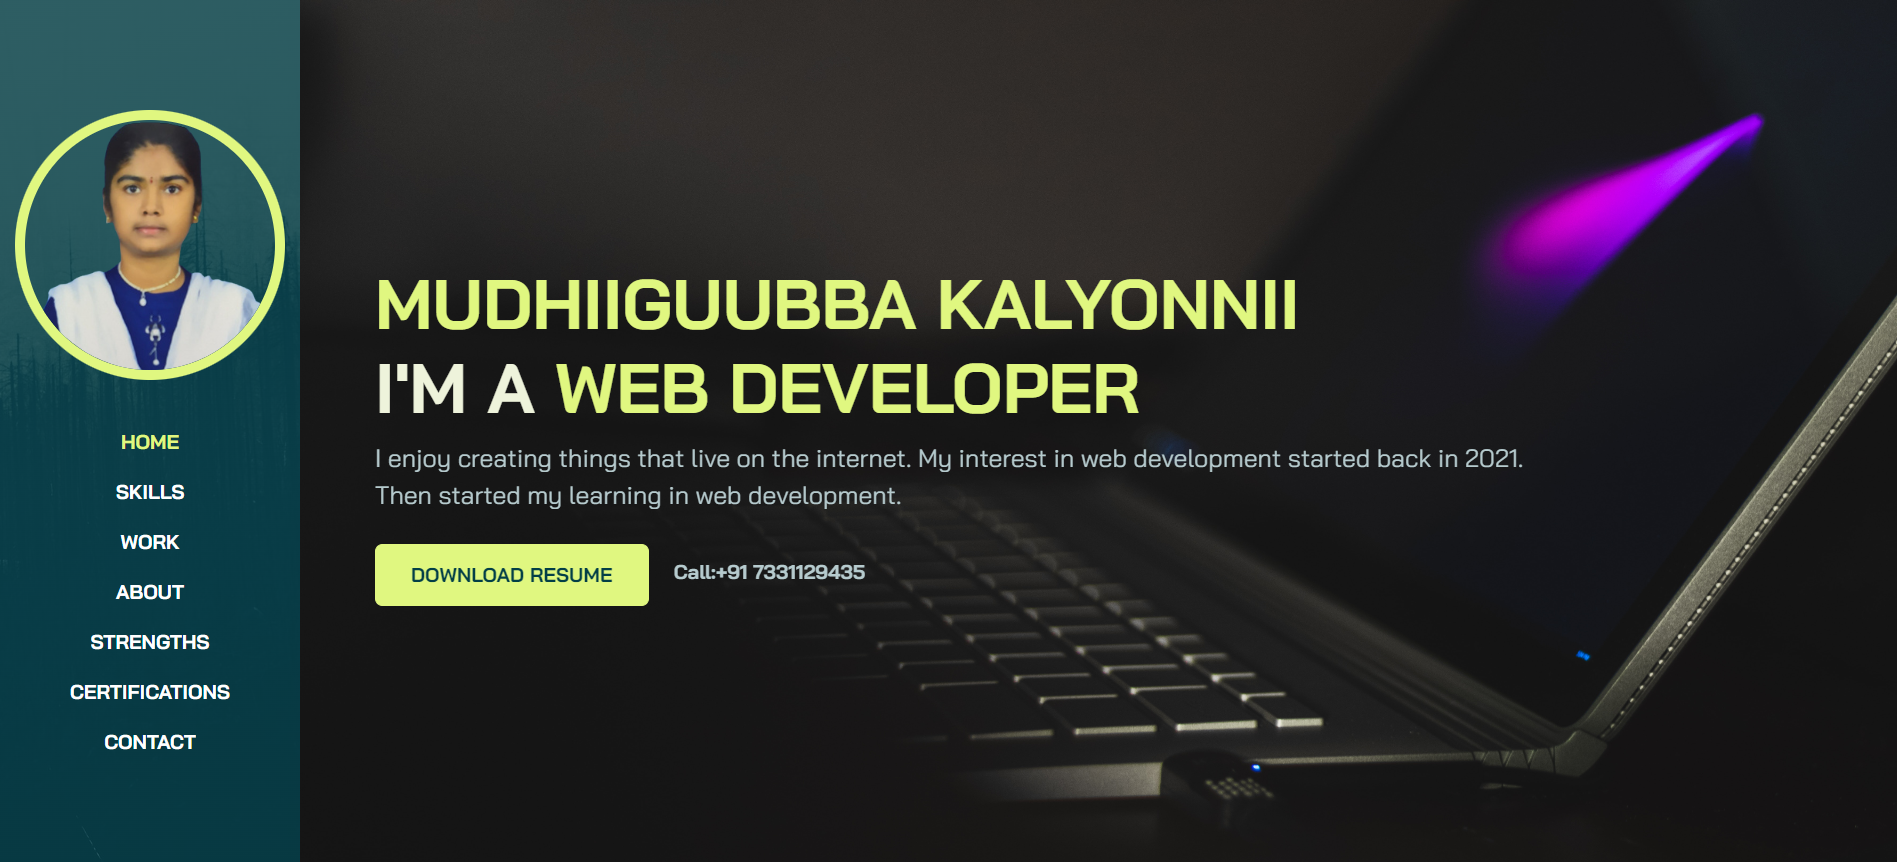 HOME
SKILLS
WORK
ABOUT
STRENGTHS
CERTIFICATIONS
CONTACT
MUDHIIGUUBBA KALYONNII
I'M A WEB DEVELOPER
I enjoy creating things that live on the internet. My interest in web development started back in 2021.
Then started my learning in web development.
DOWNLOAD RESUME
Call:+91 7331129435